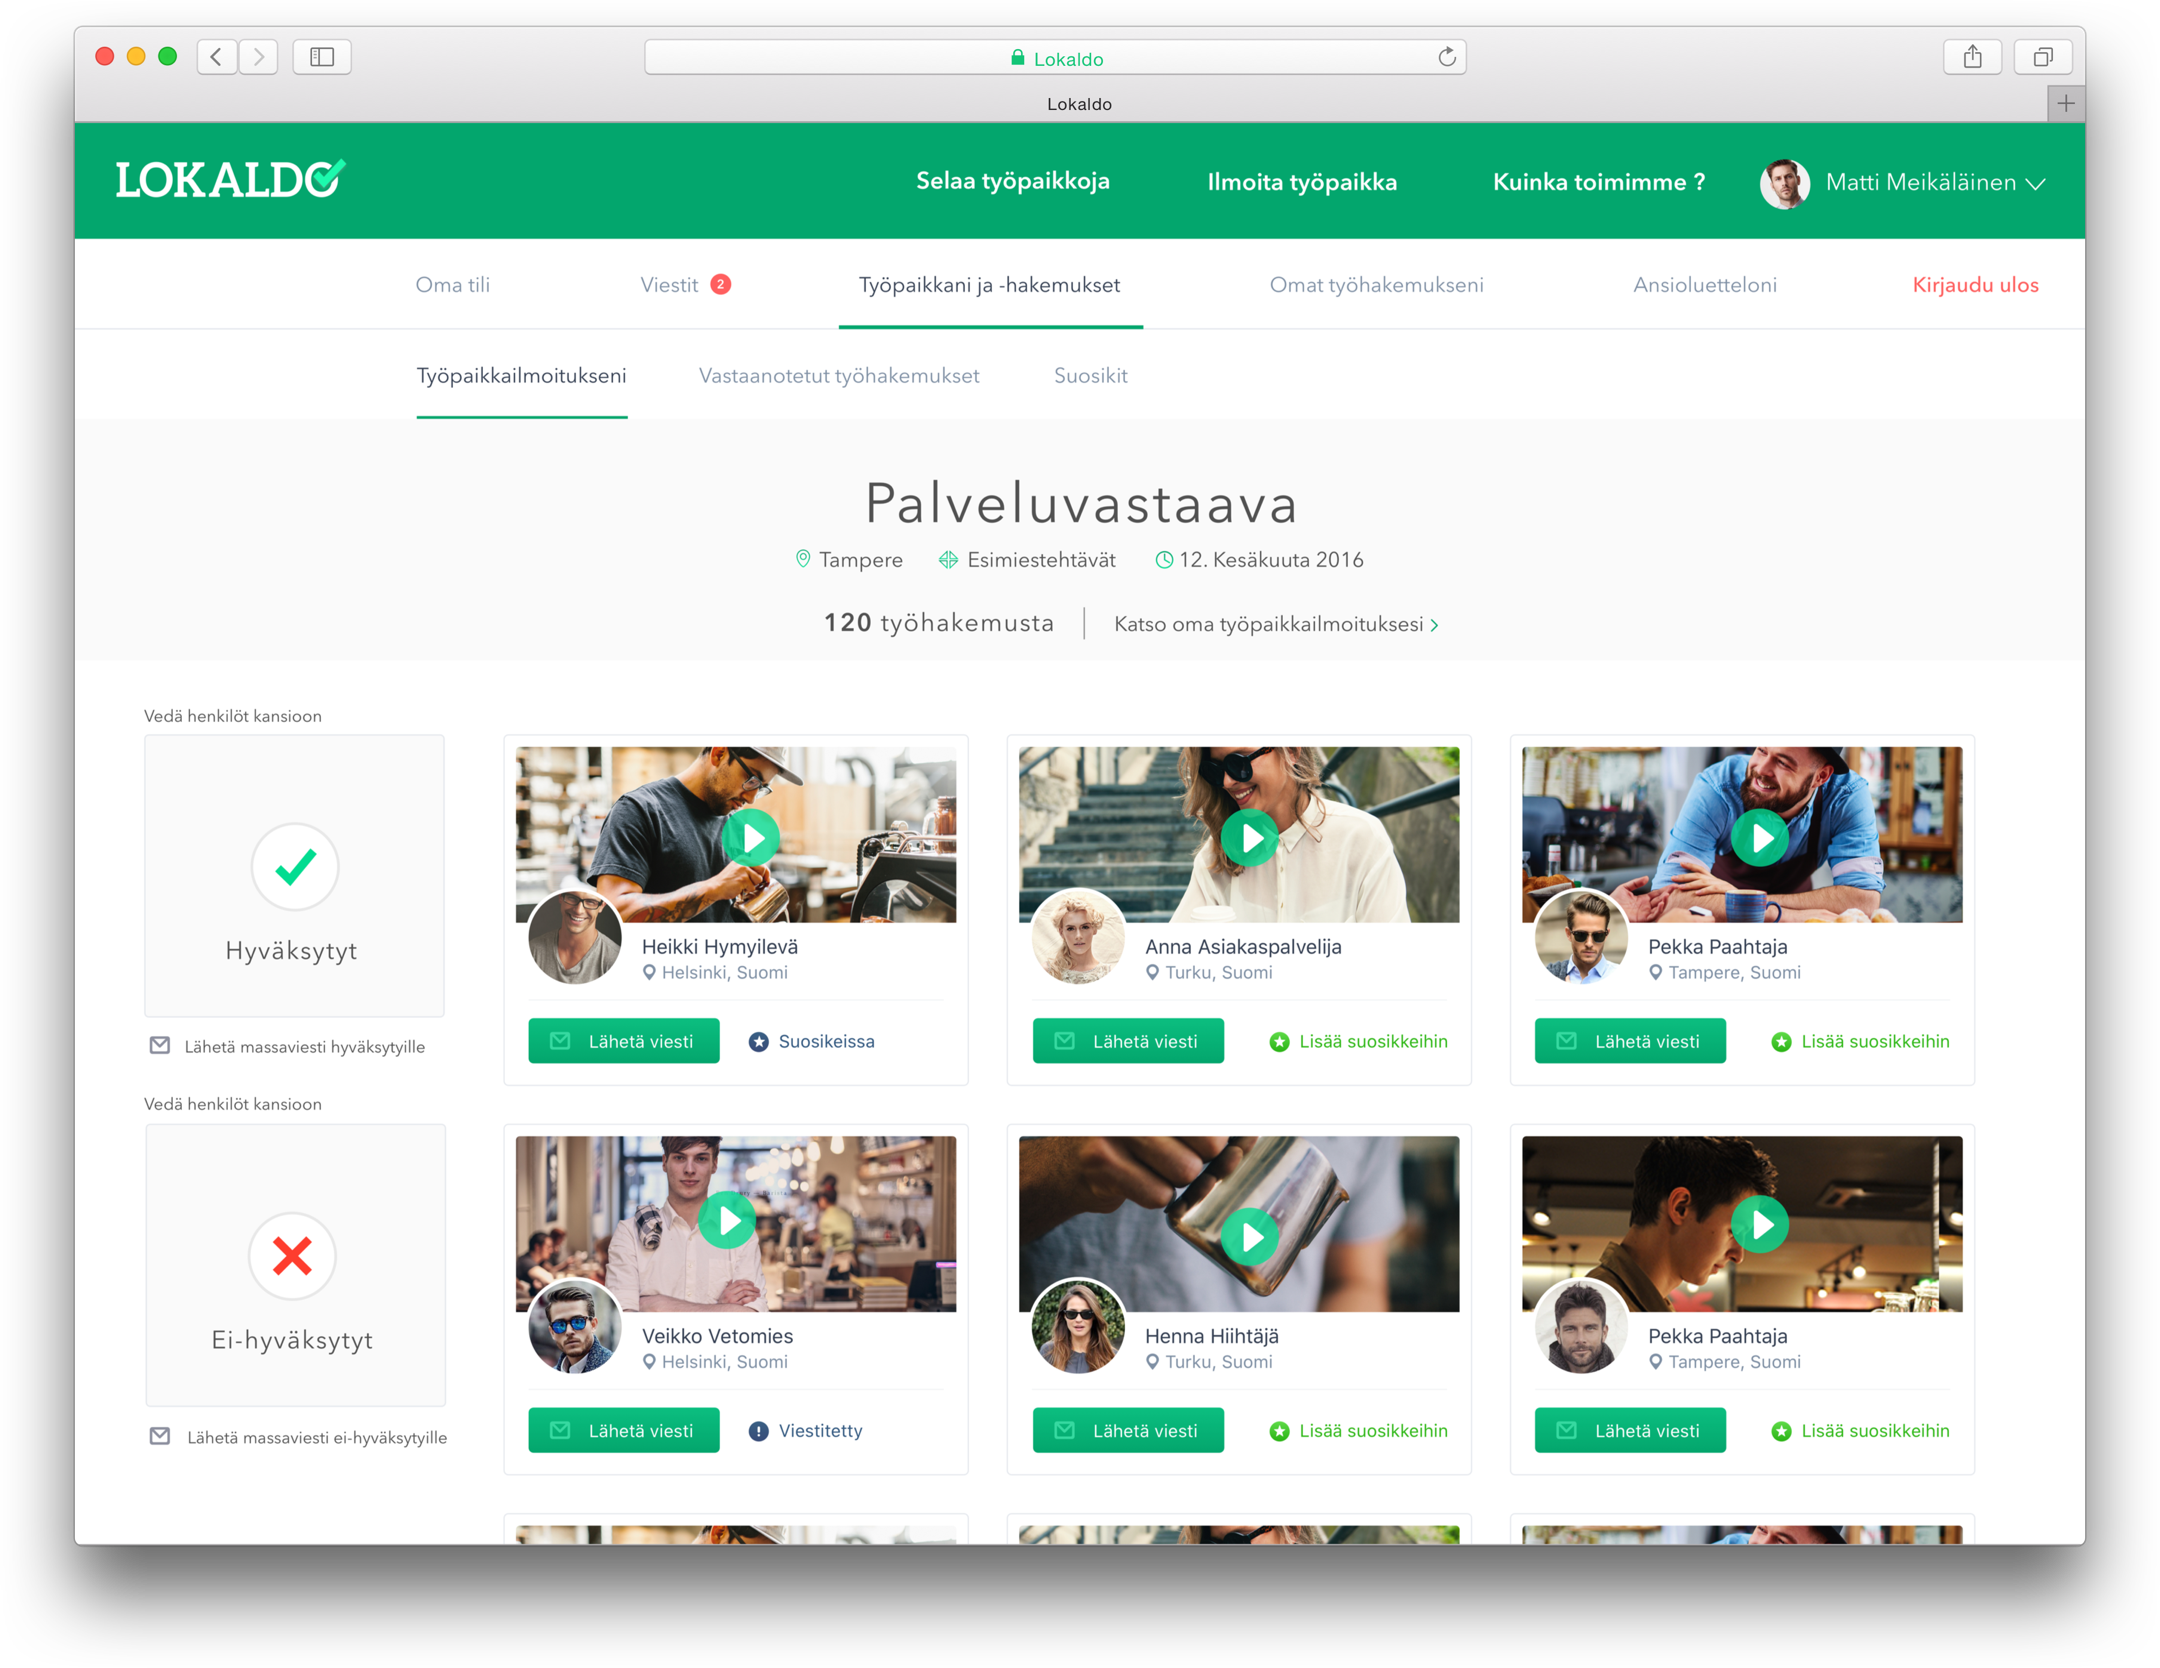 Lokaldo
Lokaldo
LOKALDO
Selaa työpaikkoja
Ilmoita työpaikka
Kuinka toimimme ?
Matti Meikäläinen
Oma tili
Viestit 2
Työpaikkani ja -hakemukset
Omat työhakemukseni
Ansioluetteloni
Kirjaudu ulos
Työpaikkailmoitukseni
Vastaanotetut työhakemukset
Suosikit
Palveluvastaava
Tampere
Esimiestehtävät
12. Kesäkuuta 2016
120 työhakemusta
Katso oma työpaikkailmoituksesi
Vedä henkilöt kansioon
Hyväksytyt
Lähetä massaviesti hyväksytyille
Vedä henkilöt kansioon
Ei-hyväksytyt
Lähetä massaviesti ei-hyväksytyille
Heikki Hymyilevä
Helsinki, Suomi
Lähetä viesti
Suosikeissa
Anna Asiakaspalvelija
Turku, Suomi
Lähetä viesti
Lisää suosikkeihin
Pekka Paahtaja
Tampere, Suomi
Lähetä viesti
Lisää suosikkeihin
Veikko Vetomies
Helsinki, Suomi
Lähetä viesti
Viestitetty
Henna Hiihtäjä
Turku, Suomi
Lähetä viesti
Lisää suosikkeihin
Pekka Paahtaja
Tampere, Suomi
Lähetä viesti
Lisää suosikkeihin